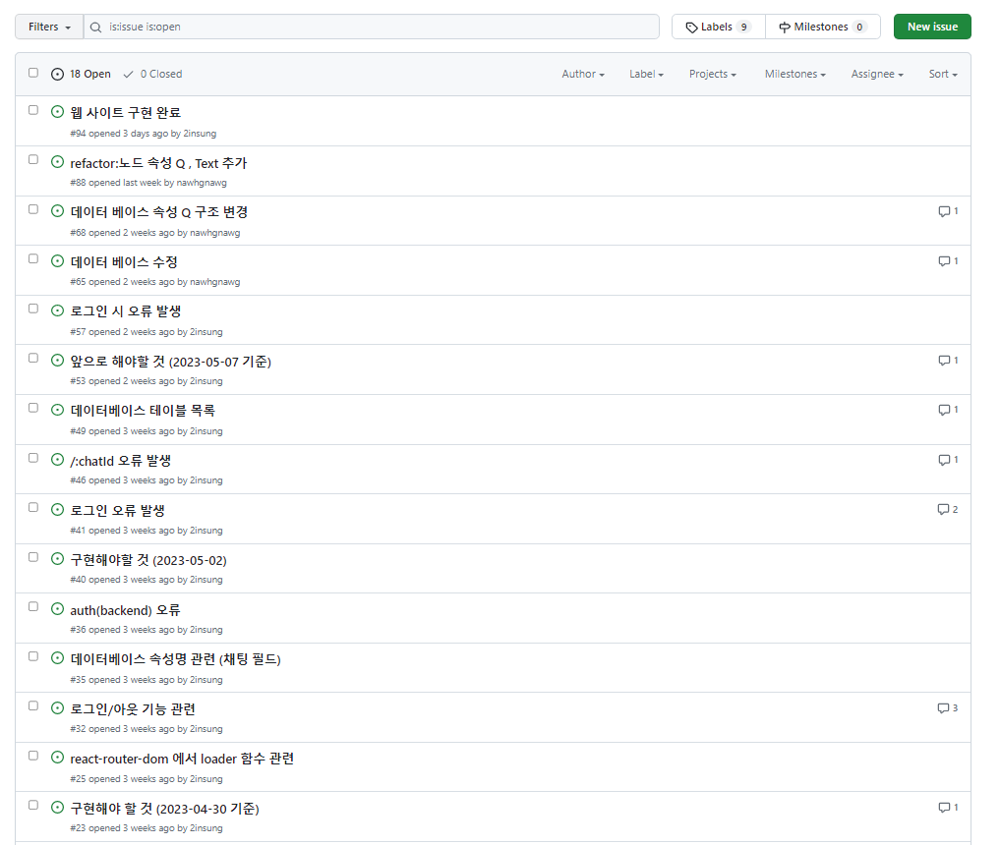 Filters is:issue is:open Labels 9 Milestones 0 New issue
18 Open 0 Closed Author Label Projects Milestones Assignee Sort
웹 사이트 구현 완료
#94 opened 3 days ago by 2insung
refactor:노드 속성 Q , Text 추가
#88 opened last week by nawhgnawg
데이터 베이스 속성 Q 구조 변경 1
#68 opened 2 weeks ago by nawhgnawg
데이터 베이스 수정 1
#65 opened 2 weeks ago by nawhgnawg
로그인 시 오류 발생
#57 opened 2 weeks ago by 2insung
앞으로 해야할 것 (2023-05-07 기준) 1
#53 opened 2 weeks ago by 2insung
데이터베이스 테이블 목록 1
#49 opened 3 weeks ago by 2insung
/:chatId 오류 발생 1
#46 opened 3 weeks ago by 2insung
로그인 오류 발생 2
#41 opened 3 weeks ago by 2insung
구현해야할 것 (2023-05-02)
#40 opened 3 weeks ago by 2insung
auth(backend) 오류
#36 opened 3 weeks ago by 2insung
데이터베이스 속성명 관련 (채팅 필드)
#35 opened 3 weeks ago by 2insung
로그인/아웃 기능 관련 3
#32 opened 3 weeks ago by 2insung
react-router-dom 에서 loader 함수 관련
#25 opened 3 weeks ago by 2insung
구현해야 할 것 (2023-04-30 기준) 1
#23 opened 3 weeks ago by 2insung